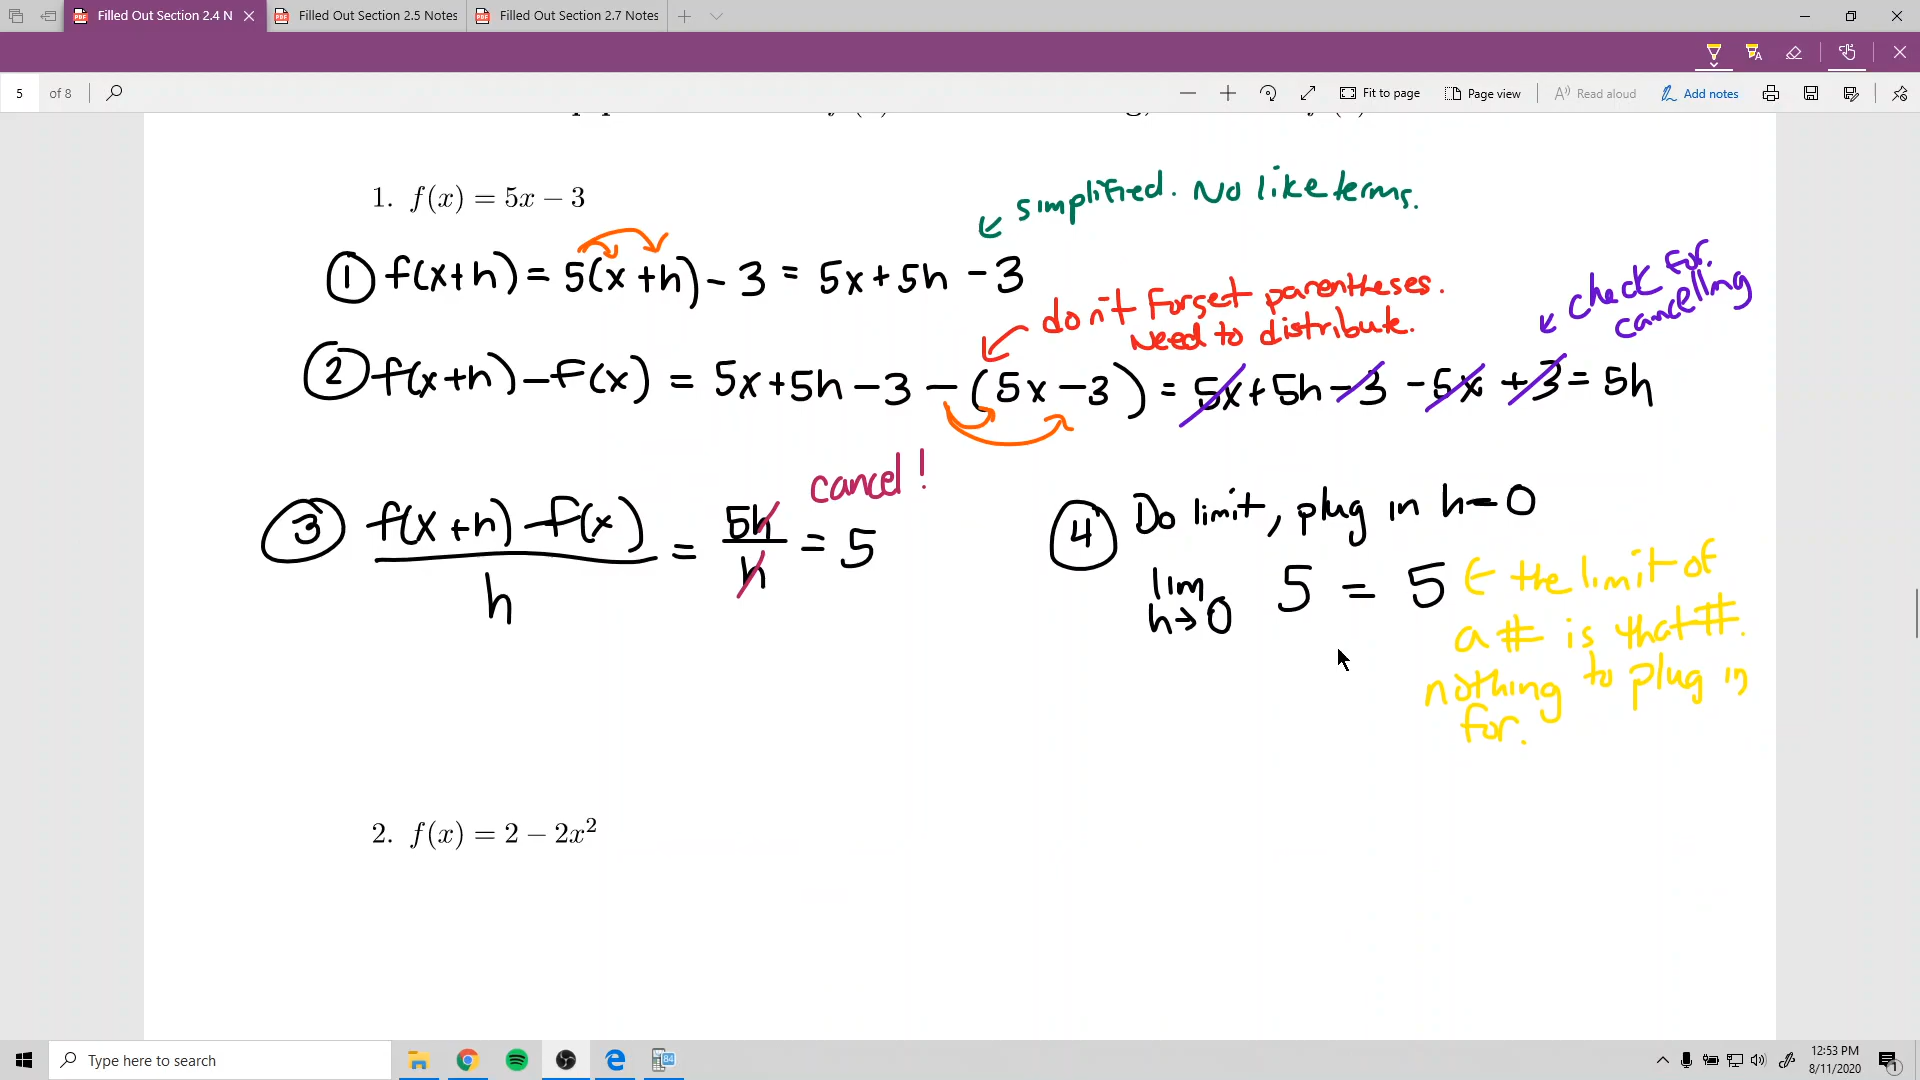 Filled Out Section 2.4 N
Filled Out Section 2.5 Notes
Filled Out Section 2.7 Notes
5 of 8
Fit to page
Page view
Read aloud
Add notes
1. f(x) = 5x − 3
simplified. No like terms.
① f(x+h) = 5(x+h) − 3 = 5x+5h −3
don't forget parentheses.
Need to distribute.
check for
cancelling
② f(x+h) − f(x) = 5x+5h −3 −(5x −3) = 5x+5h −3 −5x +3 = 5h
cancel!
③ f(x+h) − f(x) / h = 5h / h = 5
④ Do limit, plug in h=0
lim h→0 5 = 5
← the limit of
a # is that #.
nothing to plug in
for.
2. f(x) = 2 − 2x²
Type here to search
84
12:53 PM
8/11/2020
1